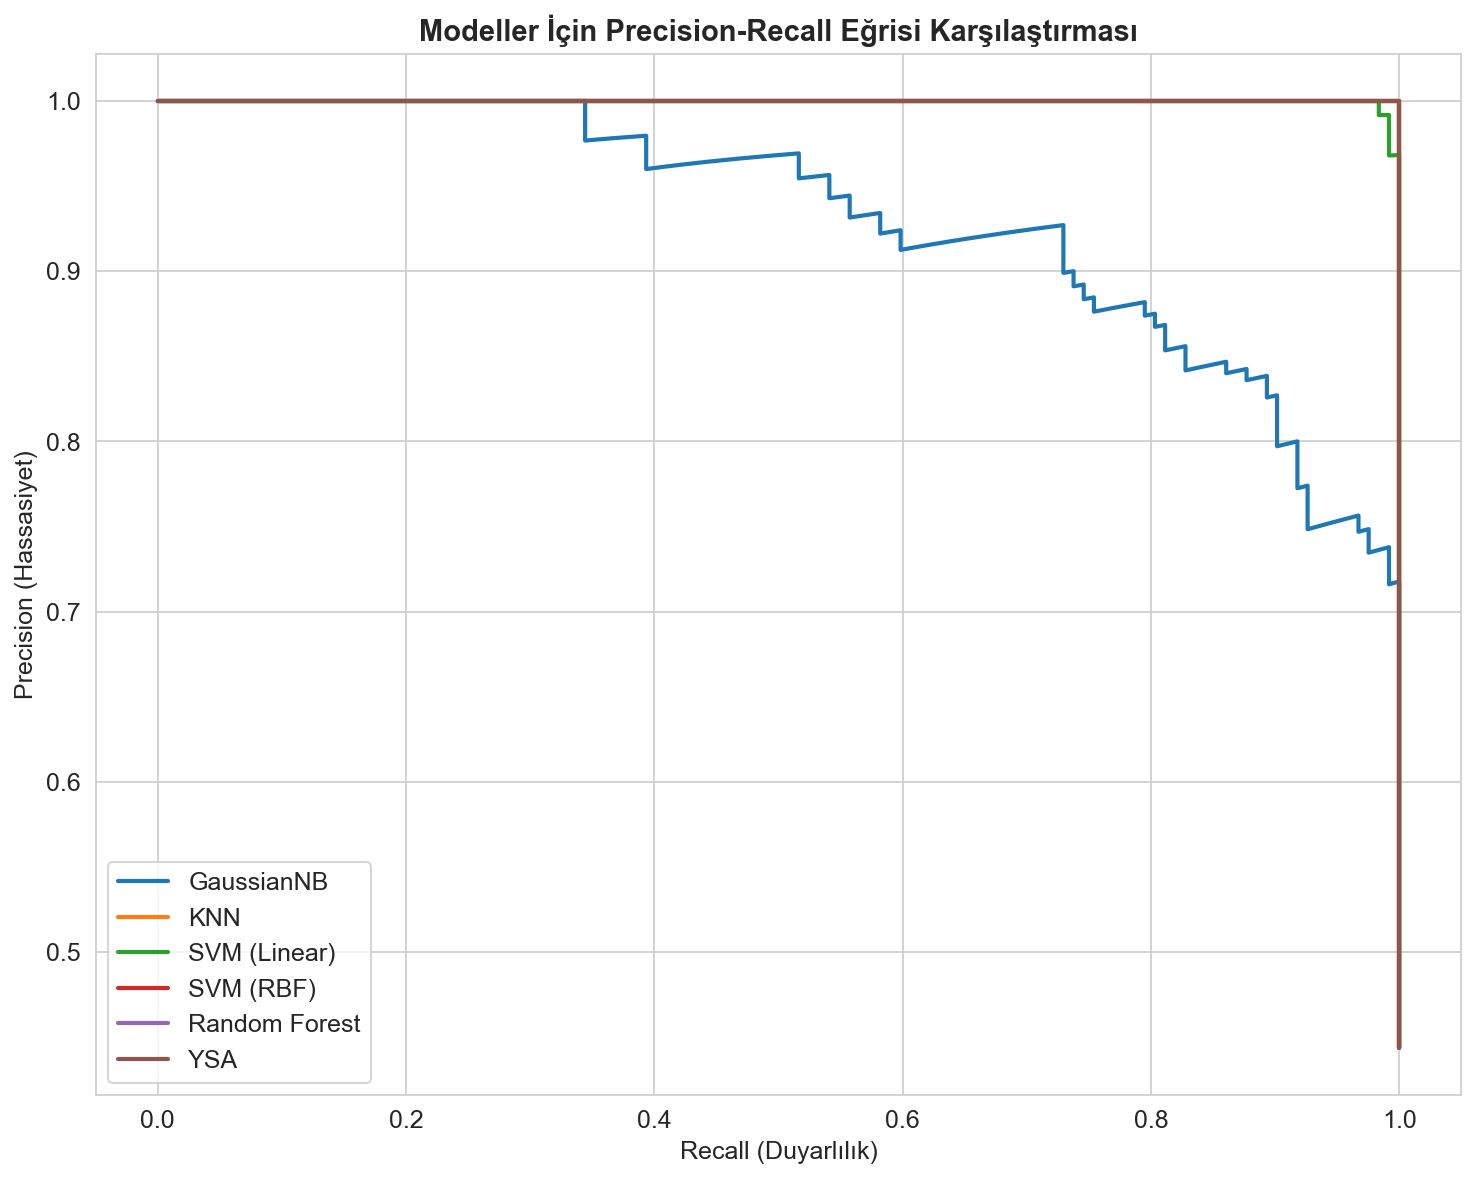 Modeller İçin Precision-Recall Eğrisi Karşılaştırması
1.0
0.9
0.8
0.7
0.6
0.5
Precision (Hassasiyet)
GaussianNB
KNN
SVM (Linear)
SVM (RBF)
Random Forest
YSA
0.0 0.2 0.4 0.6 0.8 1.0
Recall (Duyarlılık)